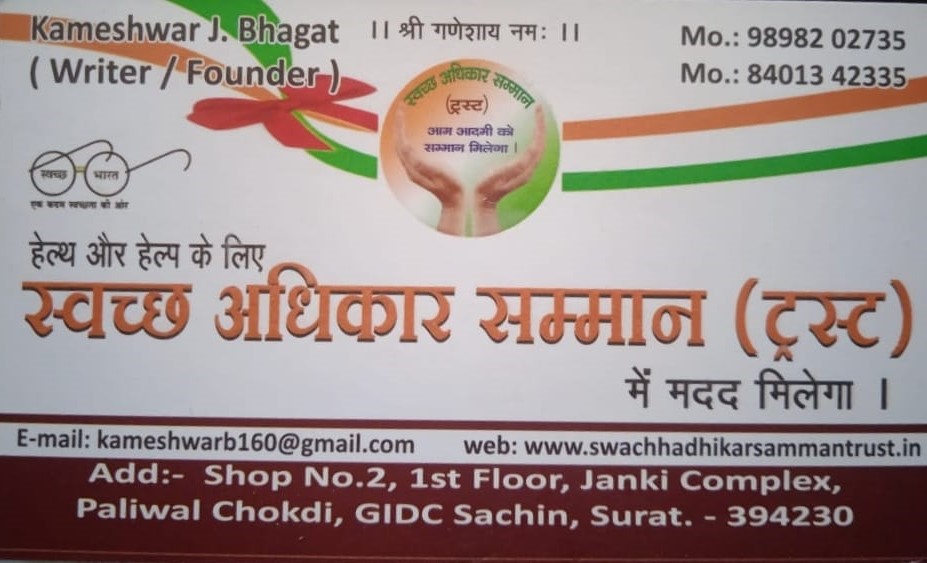 Kameshwar J. Bhagat
( Writer / Founder )
।। श्री गणेशाय नमः ।।
Mo.: 98982 02735
Mo.: 84013 42335
स्वच्छ अधिकार सम्मान
(ट्रस्ट)
आम आदमी को
सम्मान मिलेगा ।
स्वच्छ भारत
एक कदम स्वच्छता की ओर
हेल्थ और हेल्प के लिए
स्वच्छ अधिकार सम्मान (ट्रस्ट)
में मदद मिलेगा ।
E-mail: kameshwarb160@gmail.com web: www.swachhadhikarsammantrust.in
Add:- Shop No.2, 1st Floor, Janki Complex,
Paliwal Chokdi, GIDC Sachin, Surat. - 394230